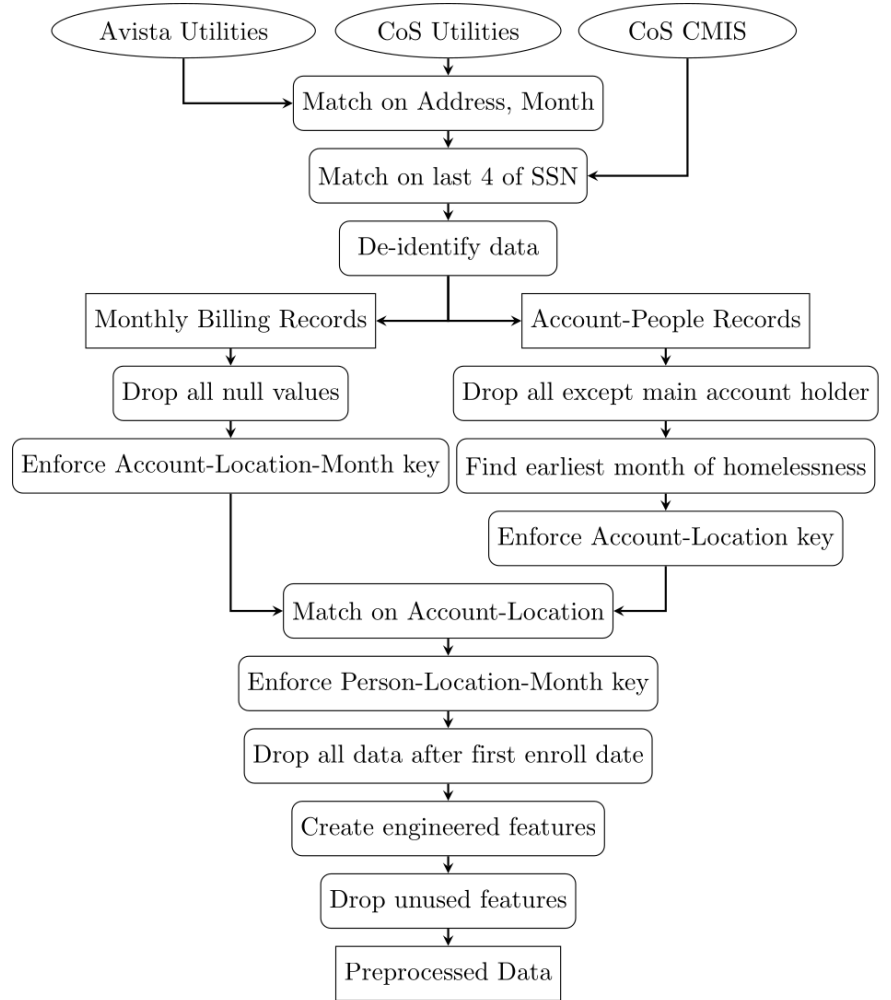 Avista Utilities
CoS Utilities
CoS CMIS
Match on Address, Month
Match on last 4 of SSN
De-identify data
Monthly Billing Records
Account-People Records
Drop all null values
Drop all except main account holder
Enforce Account-Location-Month key
Find earliest month of homelessness
Enforce Account-Location key
Match on Account-Location
Enforce Person-Location-Month key
Drop all data after first enroll date
Create engineered features
Drop unused features
Preprocessed Data